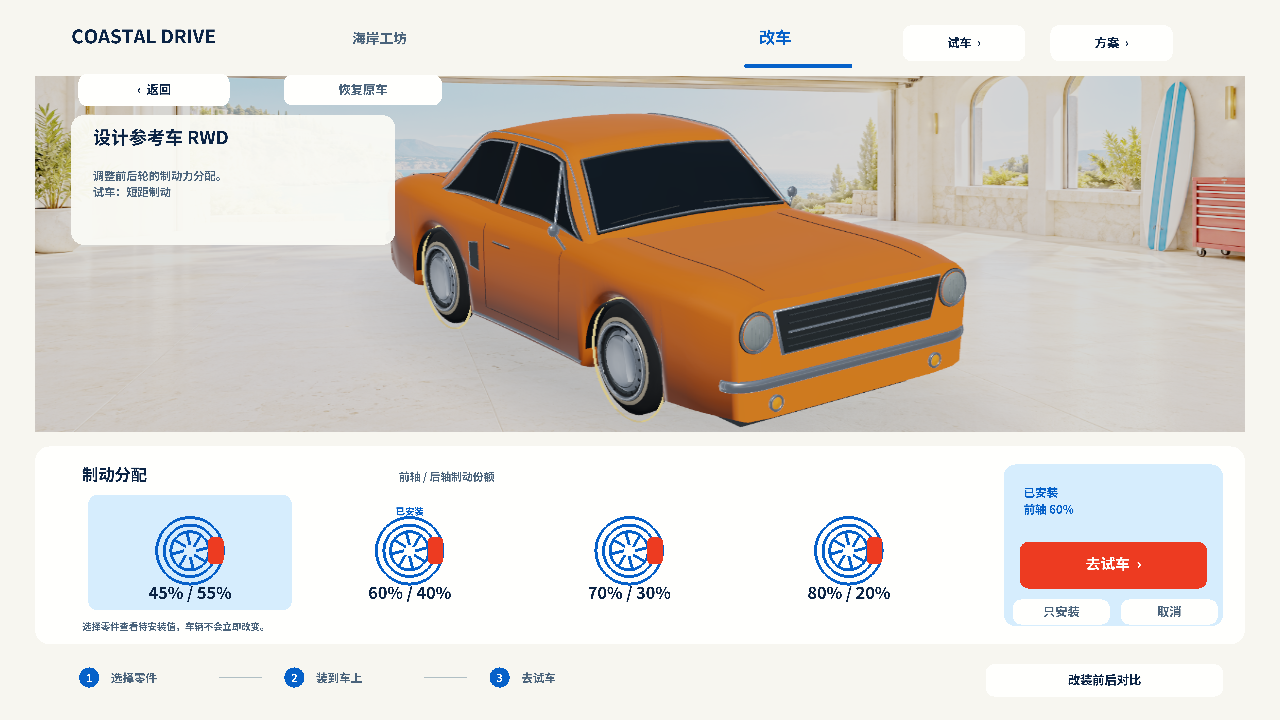 COASTAL DRIVE
海岸工坊
改车
试车 ›
方案 ›
‹ 返回
恢复原车
设计参考车 RWD
调整前后轮的制动力分配。
试车：短距制动
制动分配
前轴 / 后轴制动份额
45% / 55%
已安装
60% / 40%
70% / 30%
80% / 20%
选择零件查看待安装值，车辆不会立即改变。
已安装
前轴 60%
去试车 ›
只安装
取消
1 选择零件
2 装到车上
3 去试车
改装前后对比